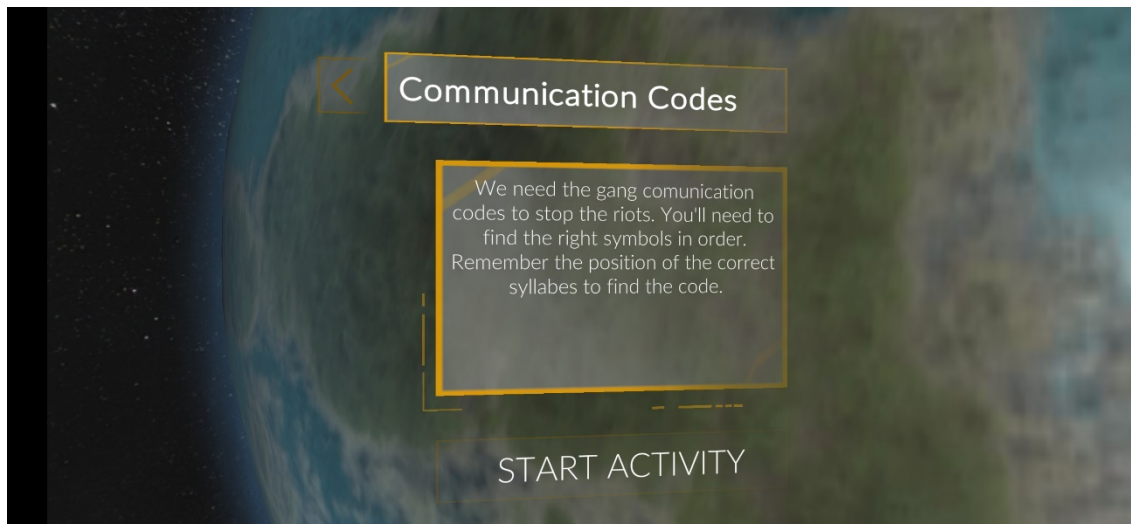 Communication Codes
We need the gang comunication
codes to stop the riots. You'll need to
find the right symbols in order.
Remember the position of the correct
syllabes to find the code.
START ACTIVITY